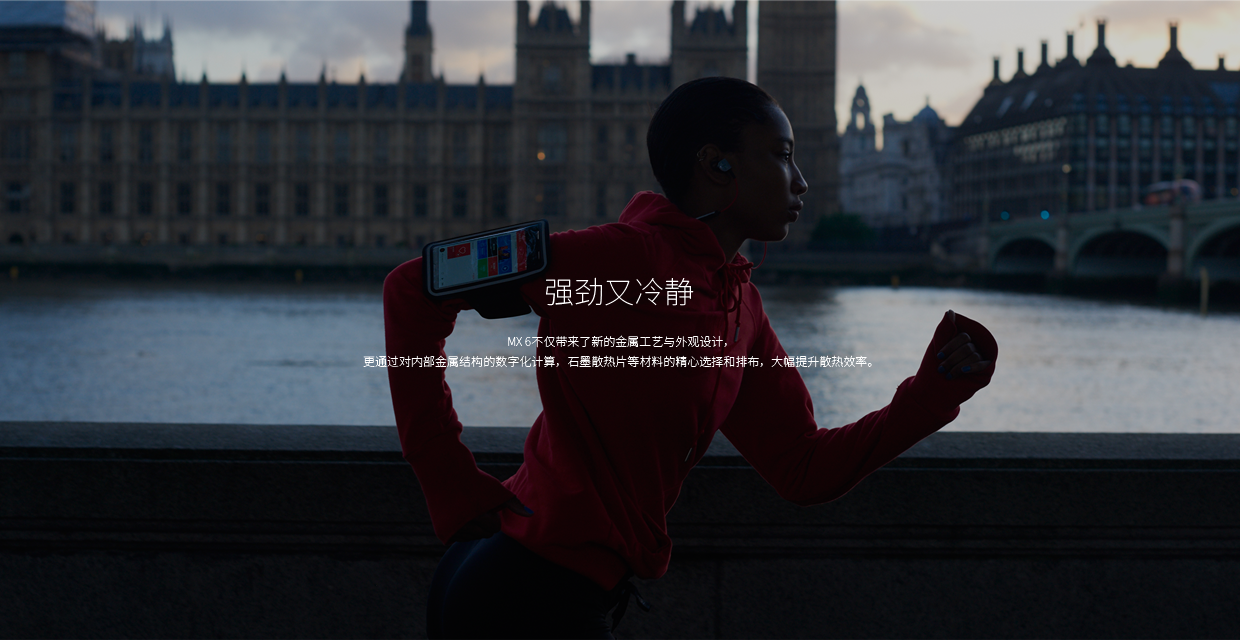 强劲又冷静
MX 6不仅带来了新的金属工艺与外观设计，
更通过对内部金属结构的数字化计算，石墨散热片等材料的精心选择和排布，大幅提升散热效率。